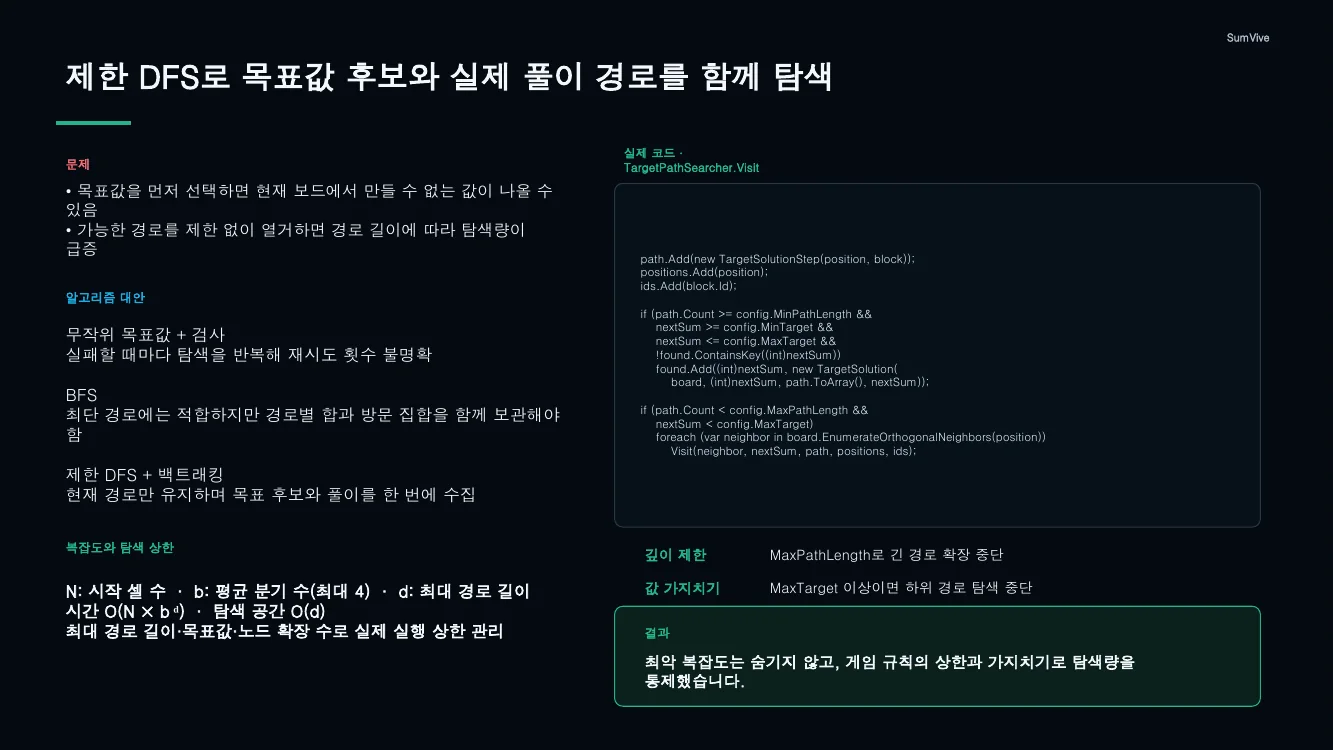 SumVive
제한 DFS로 목표값 후보와 실제 풀이 경로를 함께 탐색
문제
• 목표값을 먼저 선택하면 현재 보드에서 만들 수 없는 값이 나올 수
있음
• 가능한 경로를 제한 없이 열거하면 경로 길이에 따라 탐색량이
급증
알고리즘 대안
무작위 목표값 + 검사
실패할 때마다 탐색을 반복해 재시도 횟수 불명확
BFS
최단 경로에는 적합하지만 경로별 합과 방문 집합을 함께 보관해야
함
제한 DFS + 백트래킹
현재 경로만 유지하며 목표 후보와 풀이를 한 번에 수집
복잡도와 탐색 상한
N: 시작 셀 수 · b: 평균 분기 수(최대 4) · d: 최대 경로 길이
시간 O(N × bᵈ) · 탐색 공간 O(d)
최대 경로 길이·목표값·노드 확장 수로 실제 실행 상한 관리
실제 코드 ·
TargetPathSearcher.Visit
path.Add(new TargetSolutionStep(position, block));
positions.Add(position);
ids.Add(block.Id);
if (path.Count >= config.MinPathLength &&
nextSum >= config.MinTarget &&
nextSum <= config.MaxTarget &&
!found.ContainsKey((int)nextSum))
found.Add((int)nextSum, new TargetSolution(
board, (int)nextSum, path.ToArray(), nextSum));
if (path.Count < config.MaxPathLength &&
nextSum < config.MaxTarget)
foreach (var neighbor in board.EnumerateOrthogonalNeighbors(position))
Visit(neighbor, nextSum, path, positions, ids);
깊이 제한 MaxPathLength로 긴 경로 확장 중단
값 가지치기 MaxTarget 이상이면 하위 경로 탐색 중단
결과
최악 복잡도는 숨기지 않고, 게임 규칙의 상한과 가지치기로 탐색량을
통제했습니다.